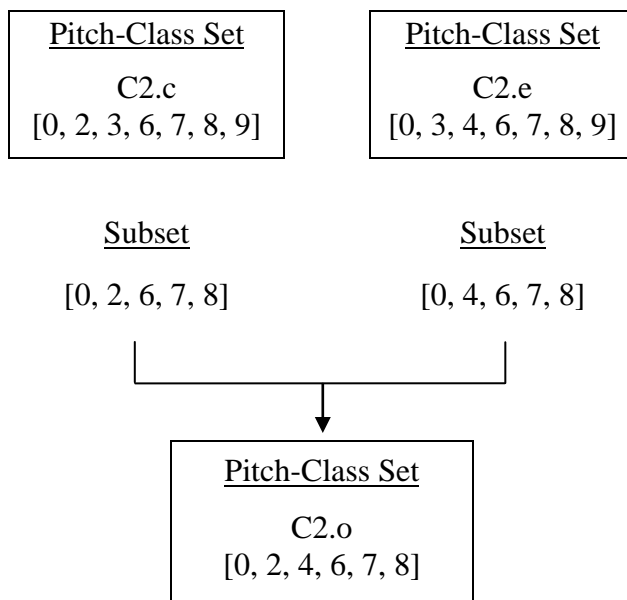 Pitch-Class Set
C2.c
[0, 2, 3, 6, 7, 8, 9]
Pitch-Class Set
C2.e
[0, 3, 4, 6, 7, 8, 9]
Subset
[0, 2, 6, 7, 8]
Subset
[0, 4, 6, 7, 8]
Pitch-Class Set
C2.o
[0, 2, 4, 6, 7, 8]